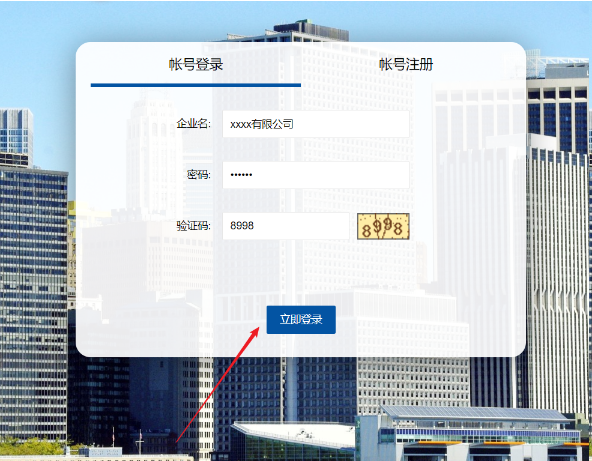 帐号登录 帐号注册
企业名: xxxx有限公司
密码: ••••••
验证码: 8998 8998
立即登录